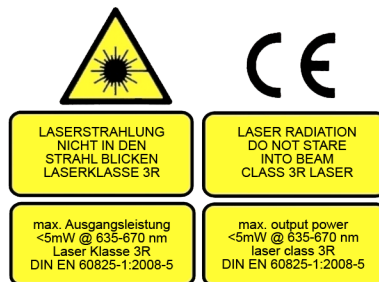 CE
LASERSTRAHLUNG
NICHT IN DEN
STRAHL BLICKEN
LASERKLASSE 3R
LASER RADIATION
DO NOT STARE
INTO BEAM
CLASS 3R LASER
max. Ausgangsleistung
<5mW @ 635-670 nm
Laser Klasse 3R
DIN EN 60825-1:2008-5
max. output power
<5mW @ 635-670 nm
laser class 3R
DIN EN 60825-1:2008-5